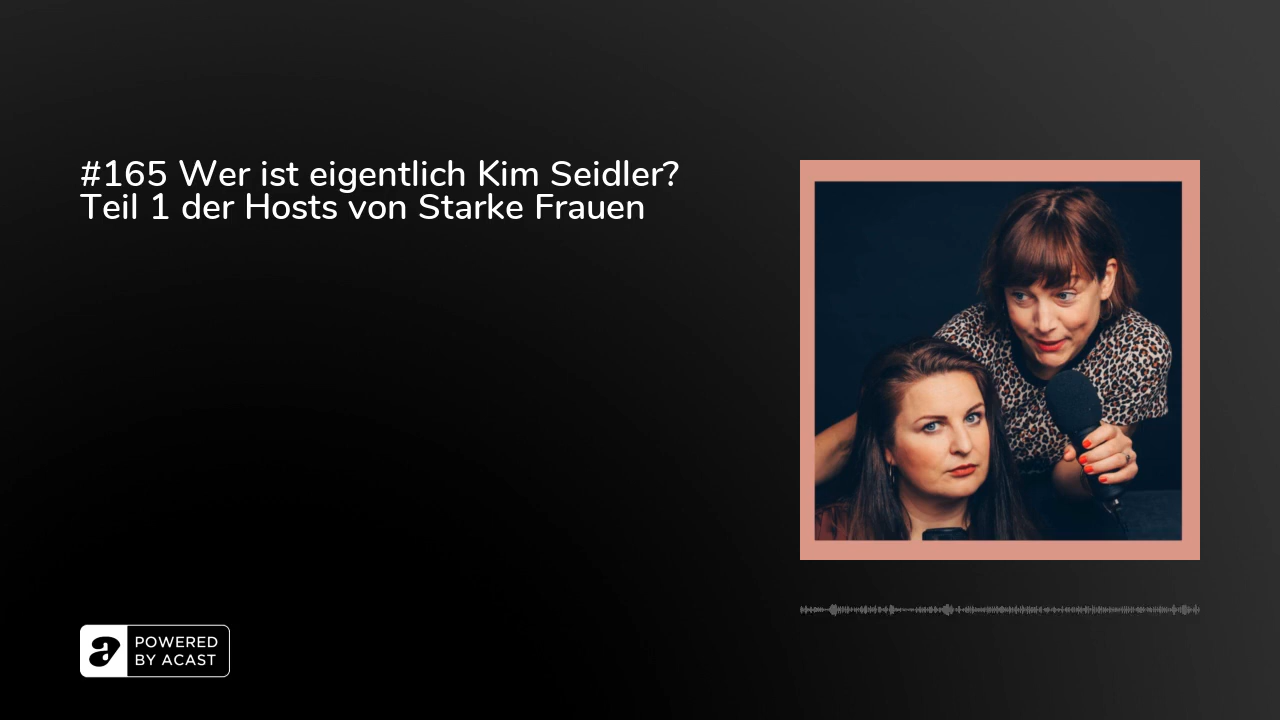 #165 Wer ist eigentlich Kim Seidler?
Teil 1 der Hosts von Starke Frauen
POWERED
BY ACAST